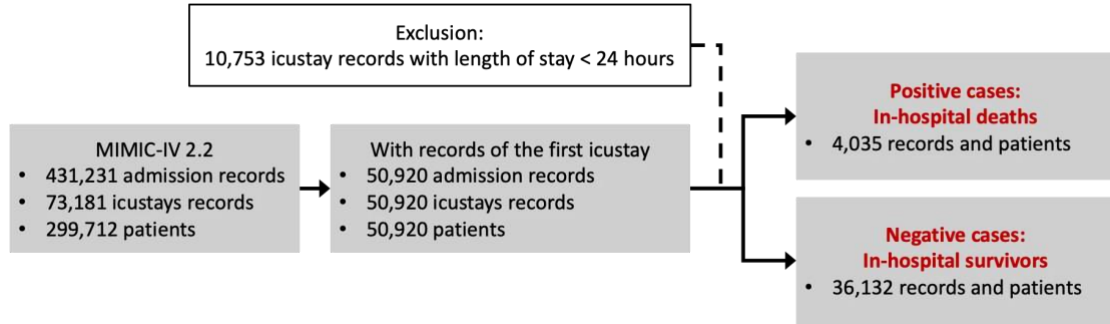 Exclusion:
10,753 icustay records with length of stay < 24 hours
MIMIC-IV 2.2
• 431,231 admission records
• 73,181 icustays records
• 299,712 patients
With records of the first icustay
• 50,920 admission records
• 50,920 icustays records
• 50,920 patients
Positive cases:
In-hospital deaths
• 4,035 records and patients
Negative cases:
In-hospital survivors
• 36,132 records and patients